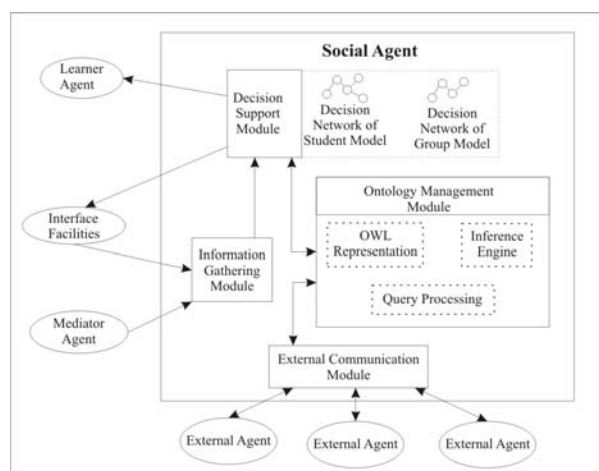 Social Agent
Learner
Agent
Decision
Support
Module
Decision
Network of
Student Model
Decision
Network of
Group Model
Ontology Management
Module
OWL
Representation
Inference
Engine
Query Processing
Interface
Facilities
Information
Gathering
Module
Mediator
Agent
External Communication
Module
External Agent
External Agent
External Agent